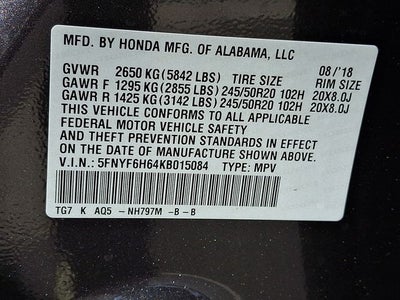 MFD. BY HONDA MFG. OF ALABAMA, LLC
GVWR 2650 KG (5842 LBS) TIRE SIZE 08/'18 RIM SIZE
GAWR F 1295 KG (2855 LBS) 245/50R20 102H 20X8.0J
GAWR R 1425 KG (3142 LBS) 245/50R20 102H 20X8.0J
THIS VEHICLE CONFORMS TO ALL APPLICABLE
FEDERAL MOTOR VEHICLE SAFETY
AND THEFT PREVENTION STANDARDS IN EFFECT
ON THE DATE OF MANUFACTURE SHOWN ABOVE.
V.I.N.: 5FNYF6H64KB015084 TYPE: MPV
TG7 K AQ5 -NH797M -B-B